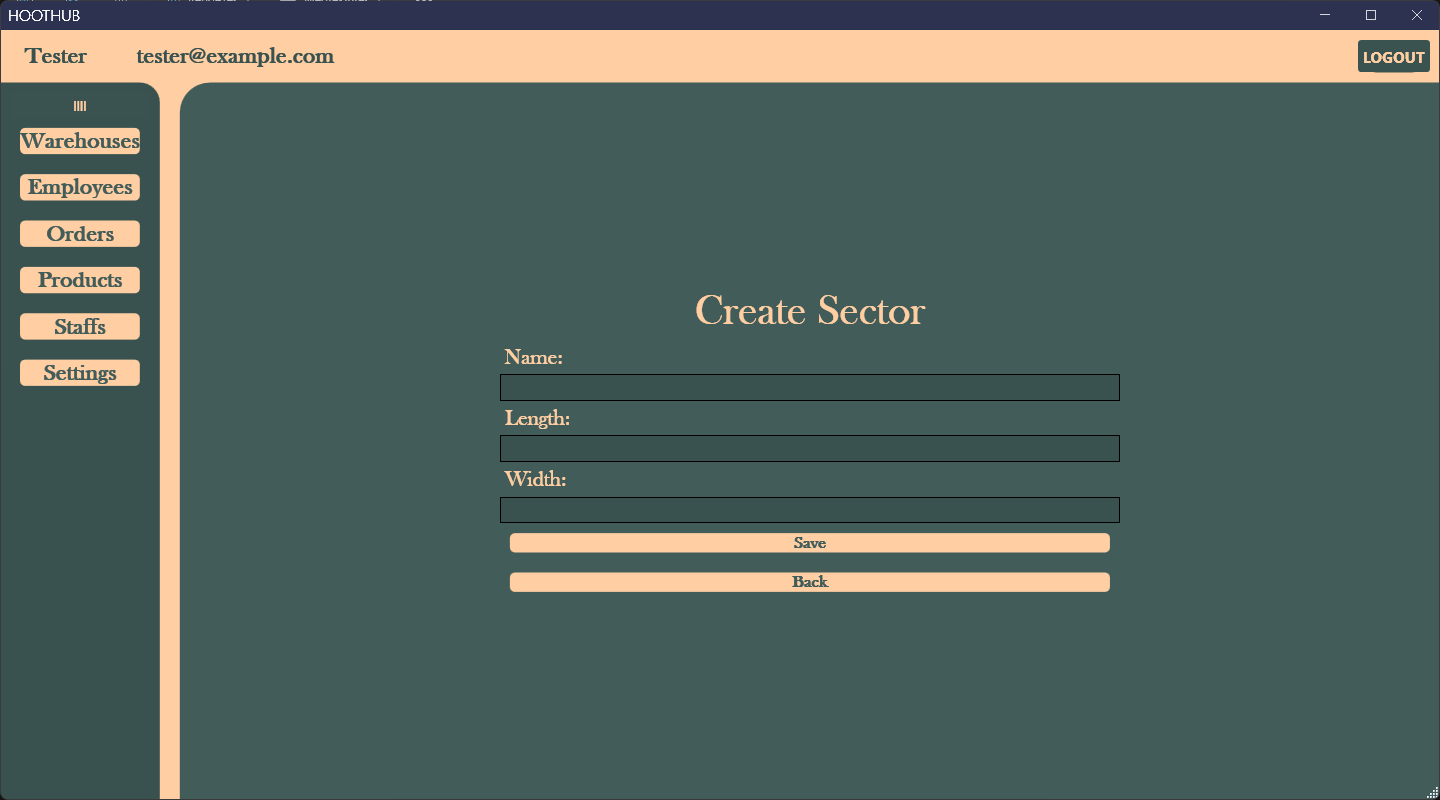 HOOTHUB
Tester tester@example.com LOGOUT
Warehouses
Employees
Orders
Products
Staffs
Settings
Create Sector
Name:
Length:
Width:
Save
Back